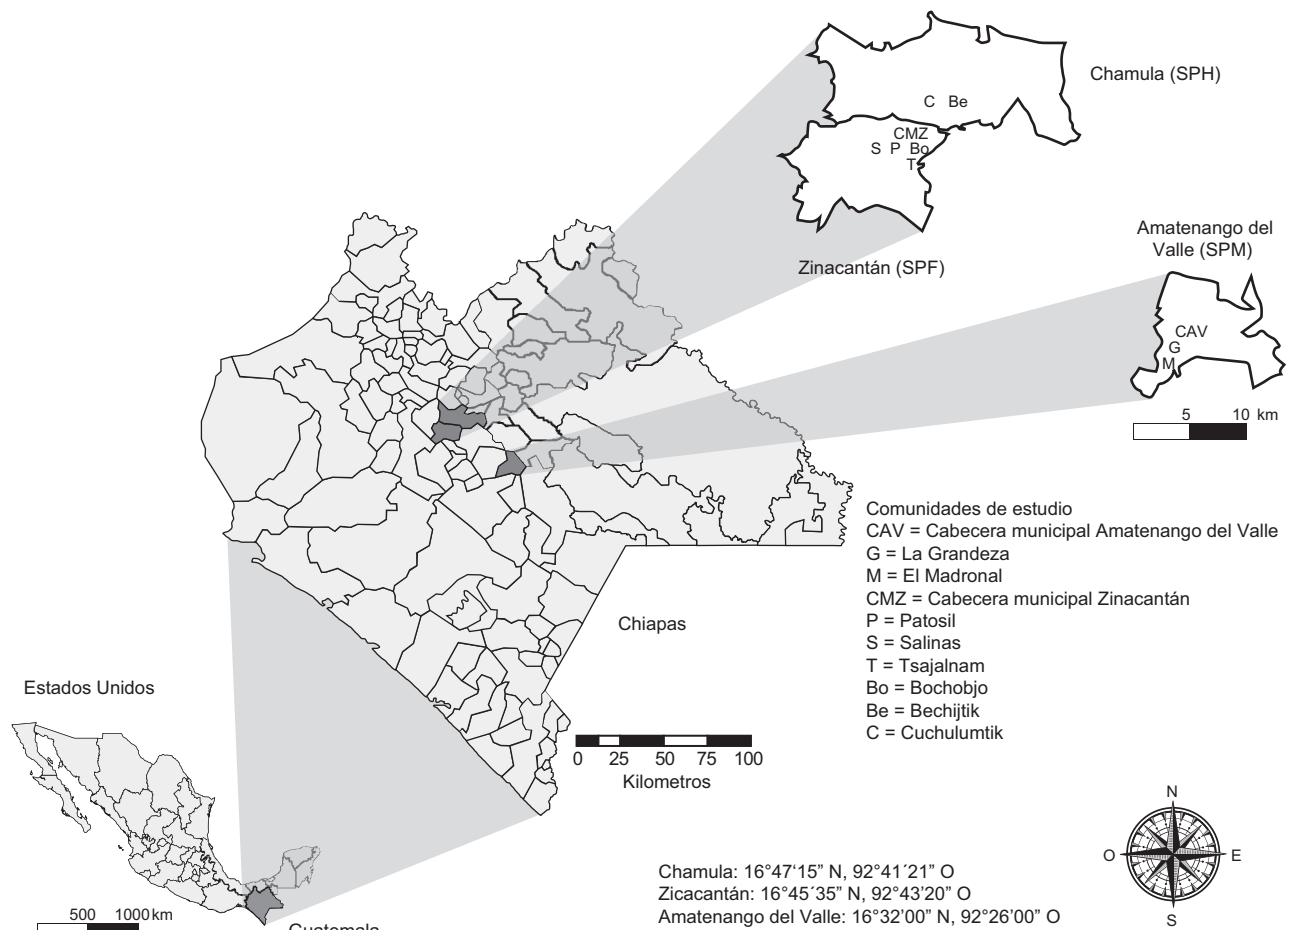 Chamula (SPH)
C Be
CMZ
S P Bo
T
Zinacantán (SPF)
Amatenango del
Valle (SPM)
CAV
G
M
5 10 km
Comunidades de estudio
CAV = Cabecera municipal Amatenango del Valle
G = La Grandeza
M = El Madronal
CMZ = Cabecera municipal Zinacantán
P = Patosil
S = Salinas
T = Tsajalnam
Bo = Bochobjo
Be = Bechijtik
C = Cuchulumtik
Chiapas
0 25 50 75 100
Kilometros
Estados Unidos
500 1000 km
Guatemala
Chamula: 16°47‘15” N, 92°41´21” O
Zicacantán: 16°45´35” N, 92°43’20” O
Amatenango del Valle: 16°32’00” N, 92°26’00” O
N
O E
S